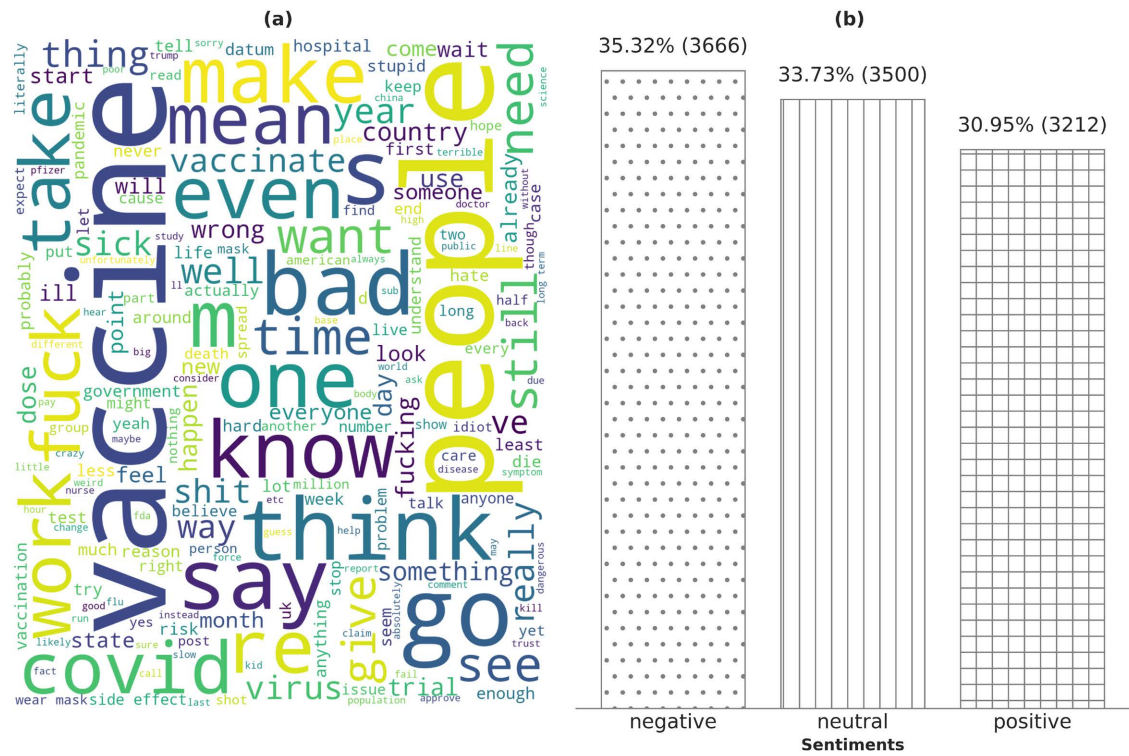 (a)
(b)
literally
thing
trump
tell
sorry
datum
hospital
come
wait
need
science
start
poor
read
make
stupid
keep
china
people
take
pandemic
vaccine
mean
year
country
hope
never
place
first
terrible
pfizer
vaccinate
s
use
already
without
expect
will
cause
even
someone
doctor
case
let
find
end
high
though
put
sick
study
wrong
want
two
public
line
unfortunately
life
mask
american
always
understand
hate
long term
probably
ill
part
ll
well
actually
bad
d
sub
long
half
hear
point
around
m
spread
base
time
live
back
still
different
big
death
new
look
every
fuck
consider
world
due
dose
pay
government
might
happen
one
body
day
ask
group
yeah
nothing
everyone
number
show
idiot
ve
maybe
hard
another
fucking
least
crazy
know
care
disease
die
symptom
little
less
weird
feel
nurse
shit
lot
million
hour
etc
week
problem
talk
anyone
work
test
fda
believe
way
think
really
change
guess
help
may
much
reason
person
right
force
say
stop
report
something
dangerous
vaccination
try
comment
good
flu
give
go
kill
run
yes
instead
month
uk
anything
claim
seem
absolutely
yet
likely
state
sure
risk
post
re
trust
covid
slow
see
fact
call
kid
virus
issue
fail
trial
enough
wear mask
side effect
last
shot
population
approve
35.32% (3666)
33.73% (3500)
30.95% (3212)
negative
neutral
positive
Sentiments